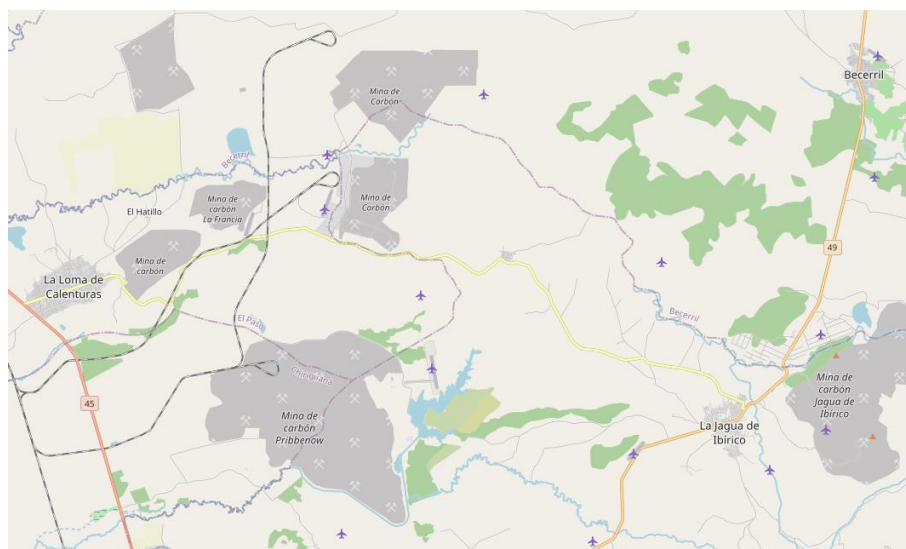 Becerril
Mina de
Carbón
Becerril
Mina de
carbón
La Francia
El Hatillo
Mina de
Carbón
49
Mina de
carbón
La Loma de
Calenturas
El Paso
Becerril
Chiriguaná
45
Mina de
carbón
Pribbenow
Mina de
carbón
Jagua de
Ibirico
La Jagua de
Ibirico